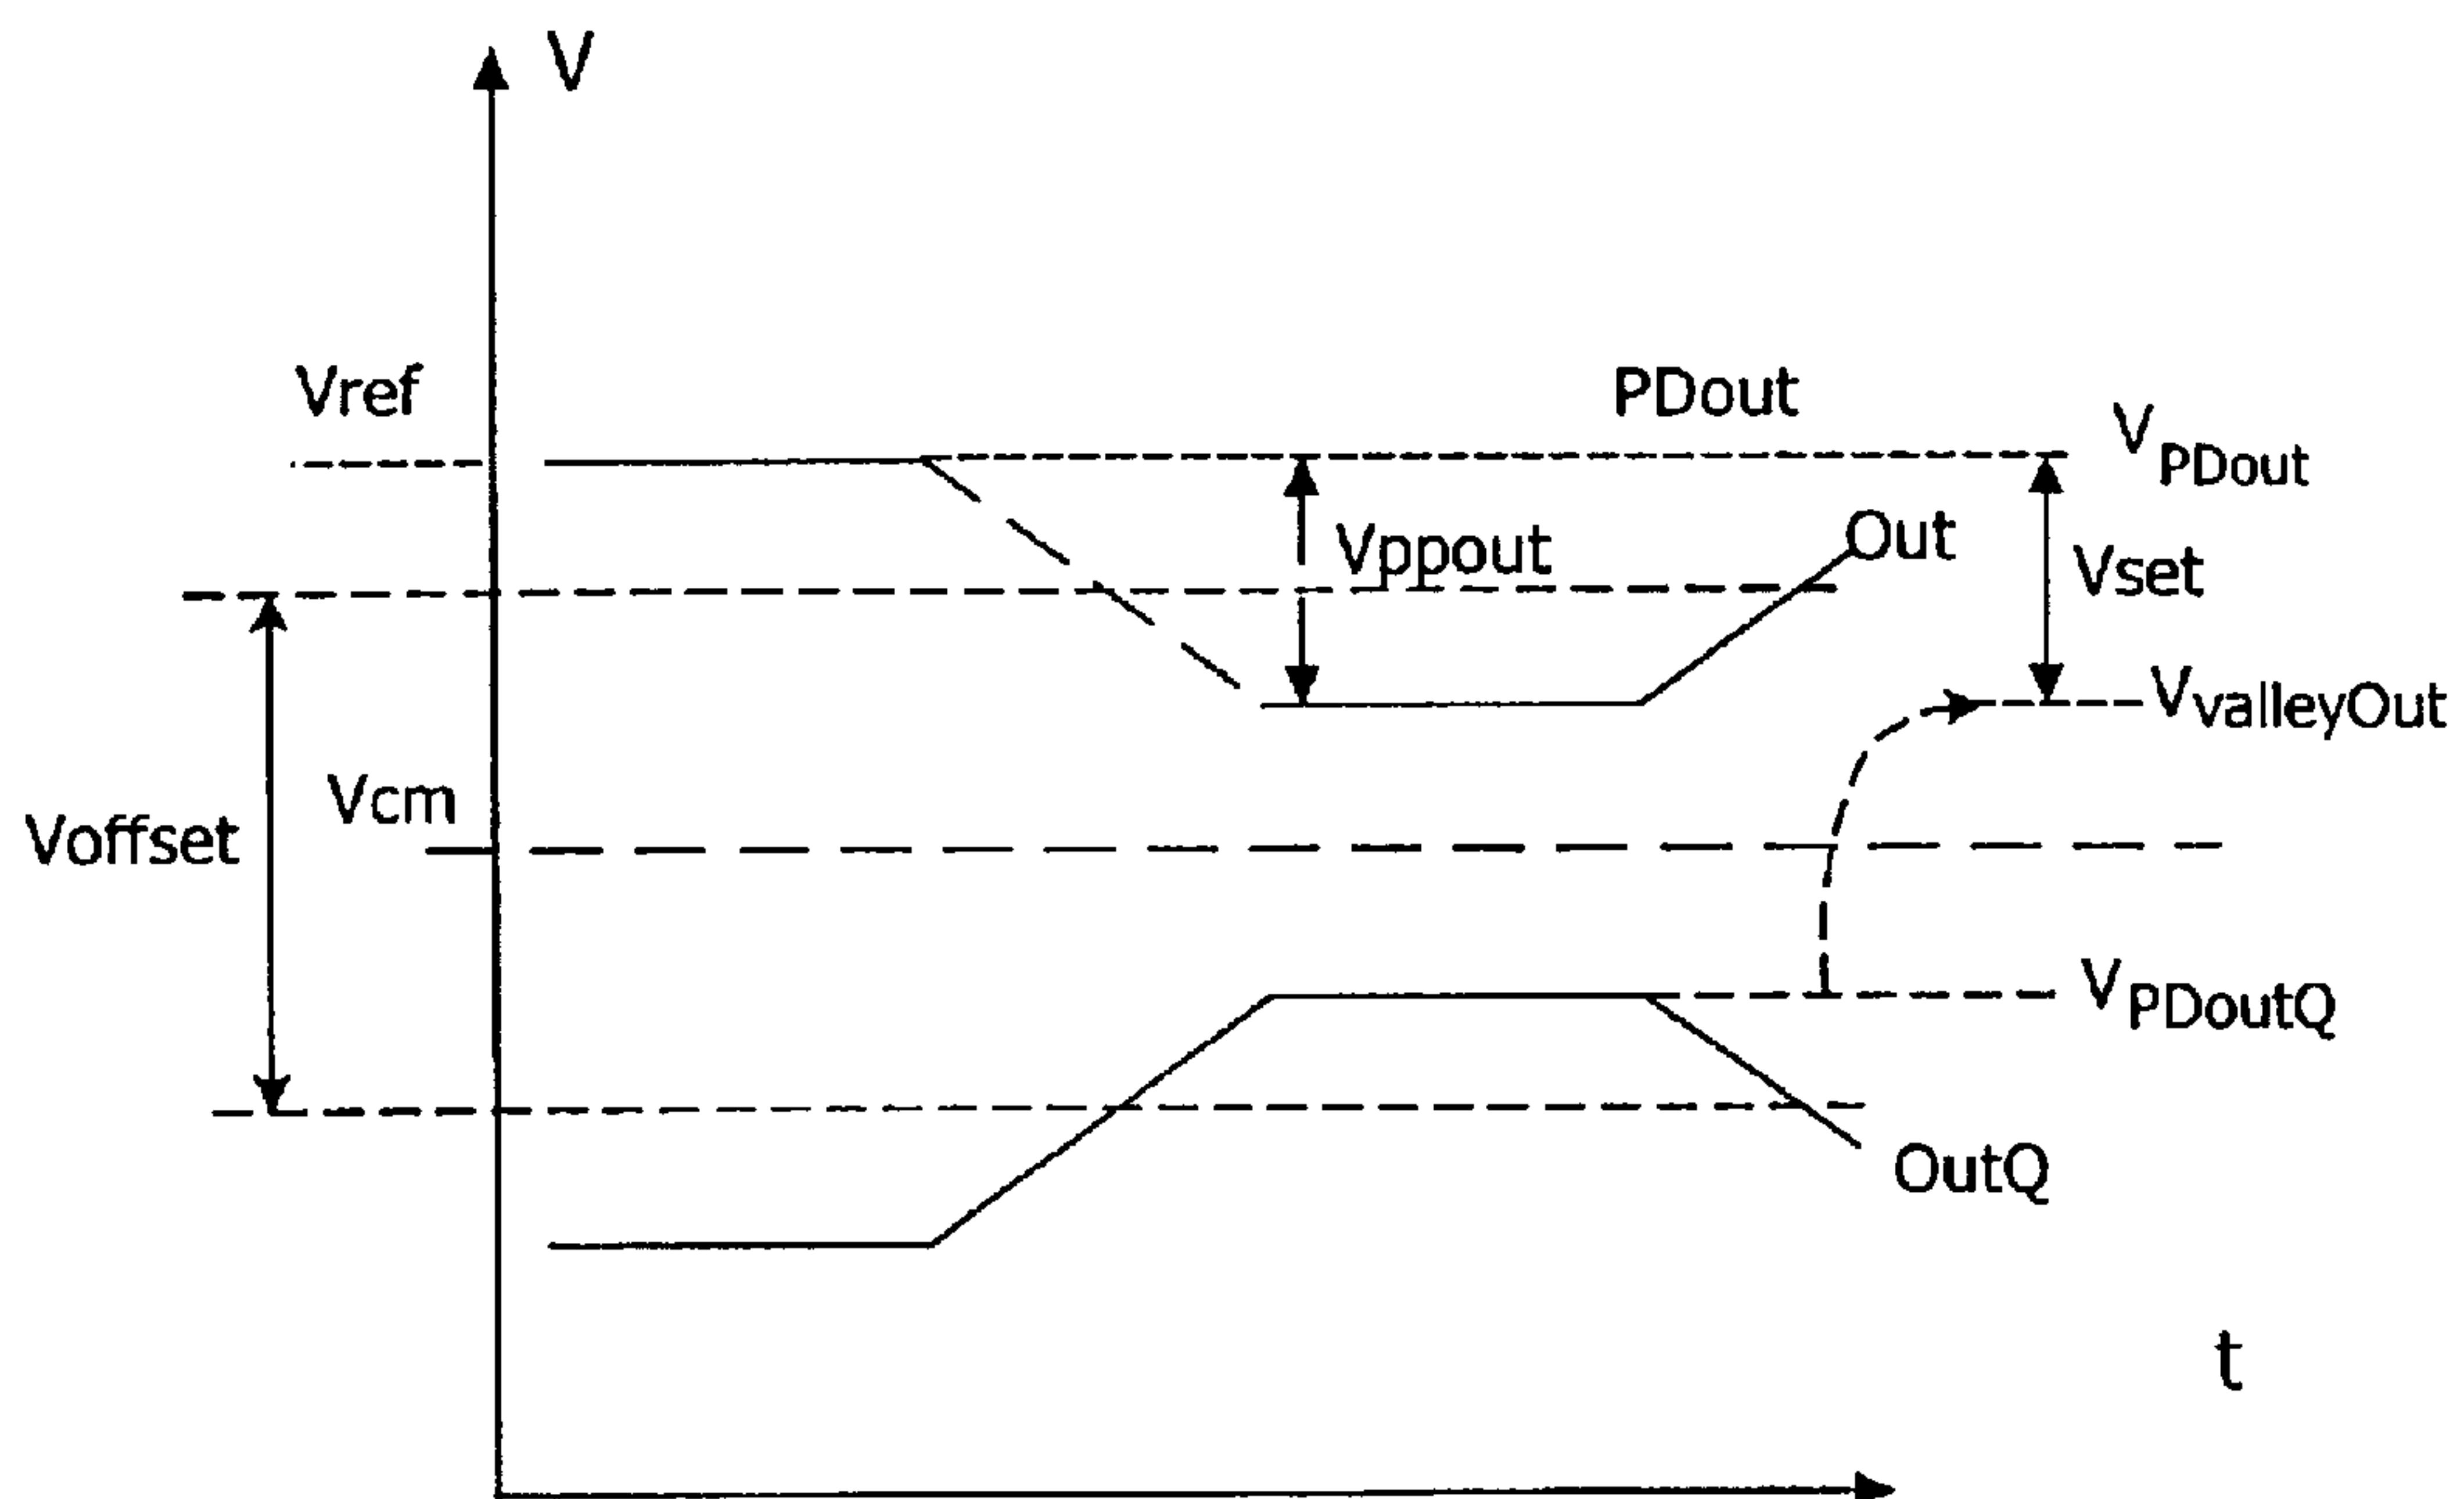 V
Vref
PDout
VPDout
Out
Vppout
Vset
VvalleyOut
Vcm
Voffset
VPDoutQ
OutQ
t